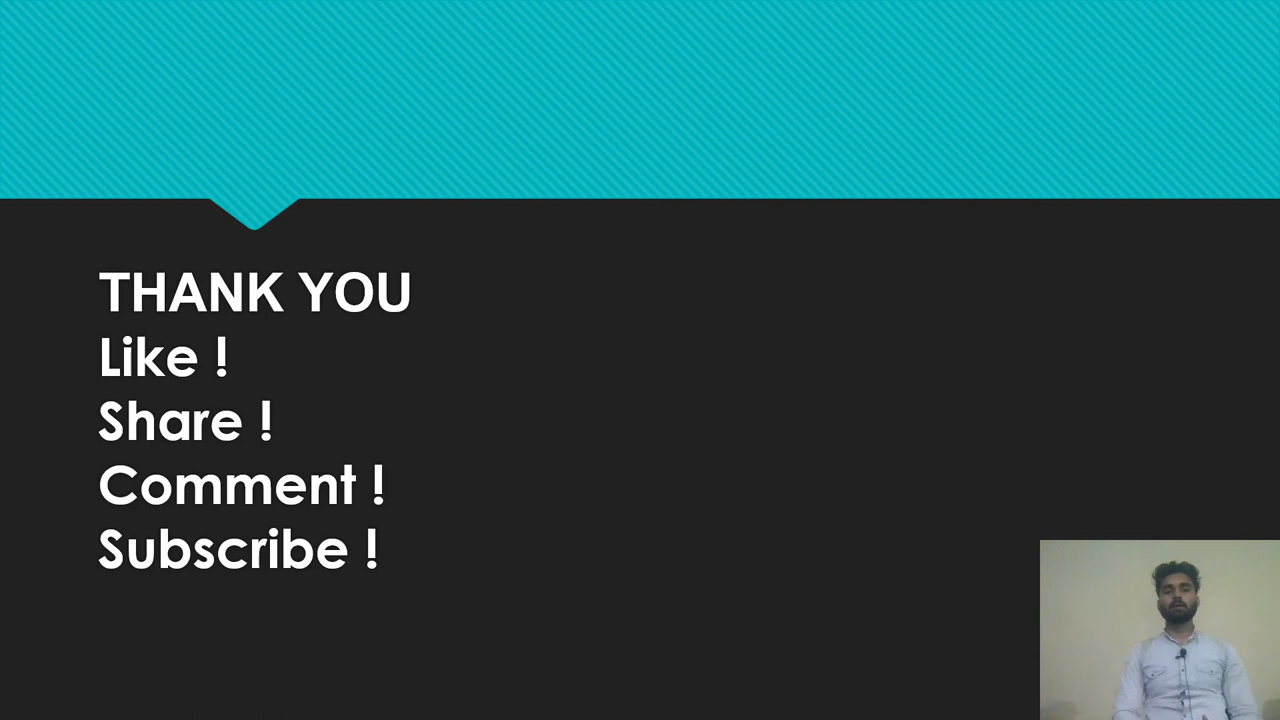 THANK YOU
Like !
Share !
Comment !
Subscribe !